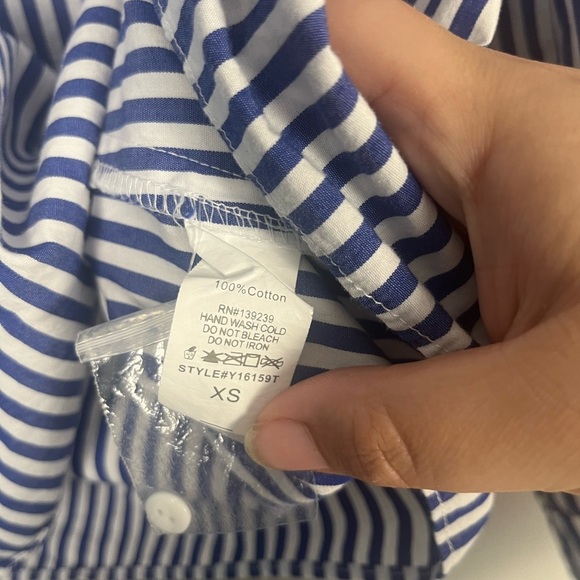 100%Cotton
RN#139239
HAND WASH COLD
DO NOT BLEACH
DO NOT IRON
STYLE#Y16159T
XS